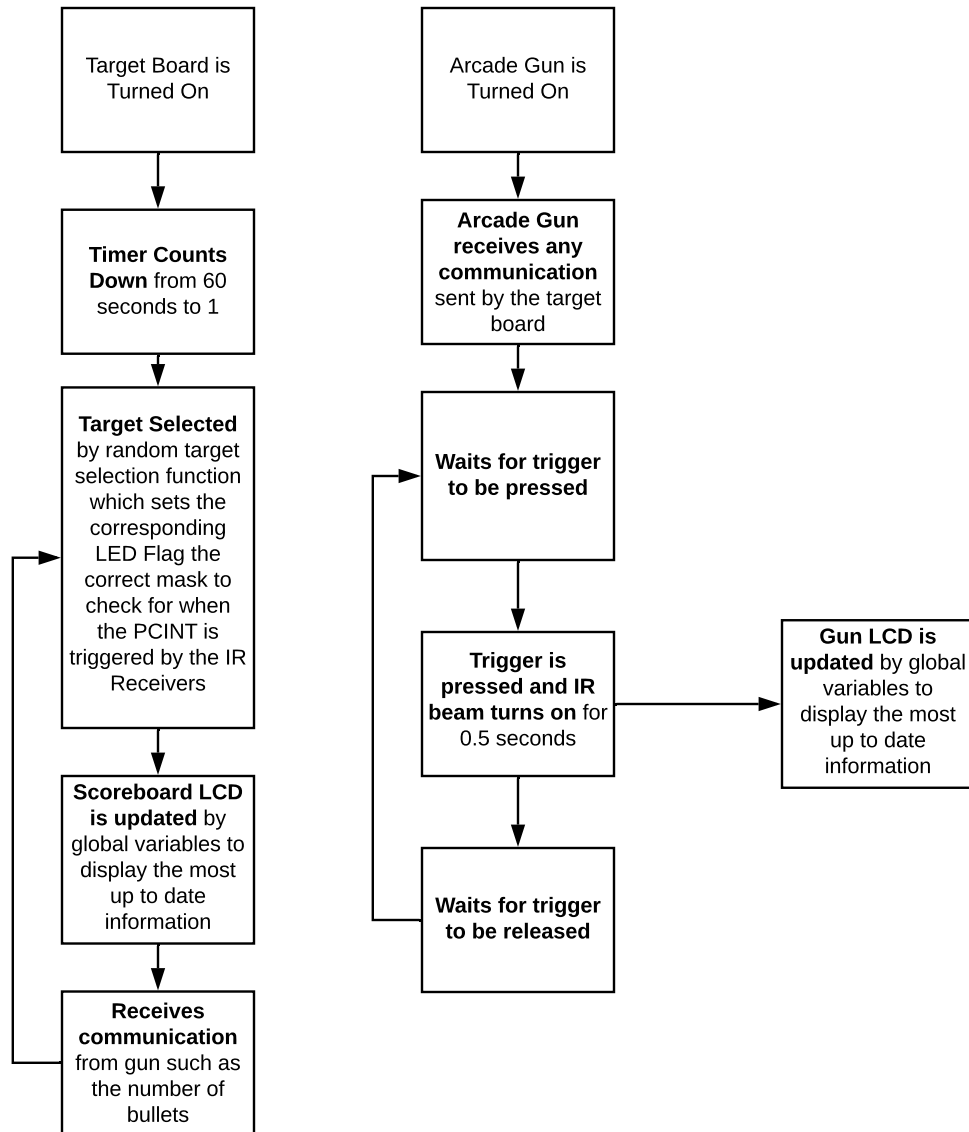 Target Board is
Turned On
Timer Counts
Down from 60
seconds to 1
Target Selected
by random target
selection function
which sets the
corresponding
LED Flag the
correct mask to
check for when
the PCINT is
triggered by the IR
Receivers
Scoreboard LCD
is updated by
global variables to
display the most
up to date
information
Receives
communication
from gun such as
the number of
bullets
Arcade Gun is
Turned On
Arcade Gun
receives any
communication
sent by the target
board
Waits for trigger
to be pressed
Trigger is
pressed and IR
beam turns on for
0.5 seconds
Waits for trigger
to be released
Gun LCD is
updated by global
variables to
display the most
up to date
information